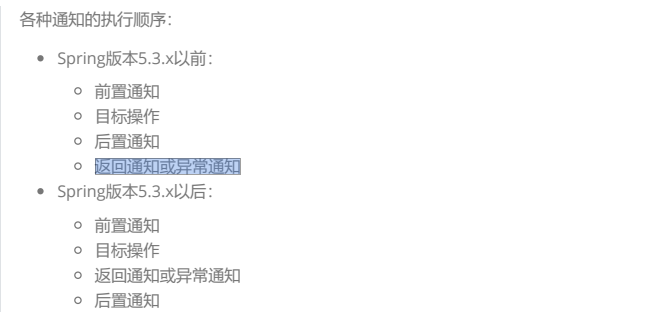 各种通知的执行顺序：
Spring版本5.3.x以前：
前置通知
目标操作
后置通知
返回通知或异常通知
Spring版本5.3.x以后：
前置通知
目标操作
返回通知或异常通知
后置通知